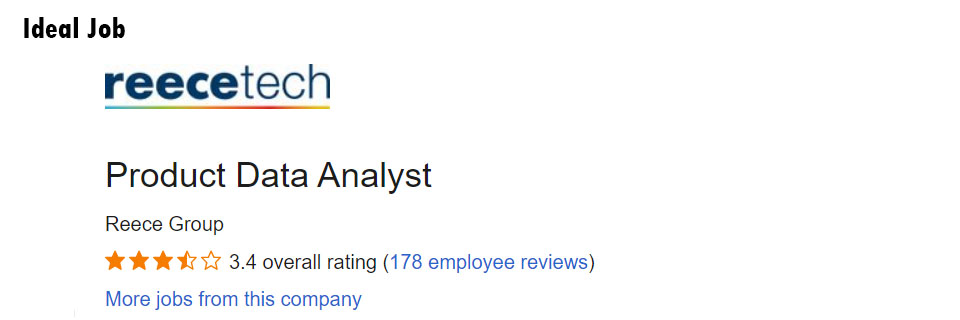 Ideal Job
reecetech
Product Data Analyst
Reece Group
3.4 overall rating (178 employee reviews)
More jobs from this company